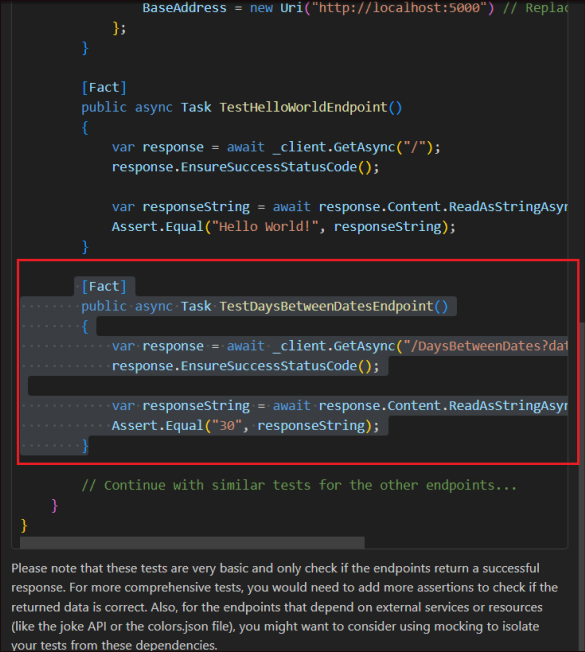 BaseAddress = new Uri("http://localhost:5000") // Replac
};
}
[Fact]
public async Task TestHelloWorldEndpoint()
{
var response = await _client.GetAsync("/");
response.EnsureSuccessStatusCode();
var responseString = await response.Content.ReadAsStringAsyn
Assert.Equal("Hello World!", responseString);
}
[Fact]
public async Task TestDaysBetweenDatesEndpoint()
{
var response = await _client.GetAsync("/DaysBetweenDates?dat
response.EnsureSuccessStatusCode();
var responseString = await response.Content.ReadAsStringAsyn
Assert.Equal("30", responseString);
}
// Continue with similar tests for the other endpoints...
}
}
Please note that these tests are very basic and only check if the endpoints return a successful
response. For more comprehensive tests, you would need to add more assertions to check if the
returned data is correct. Also, for the endpoints that depend on external services or resources
(like the joke API or the colors.json file), you might want to consider using mocking to isolate
your tests from these dependencies.